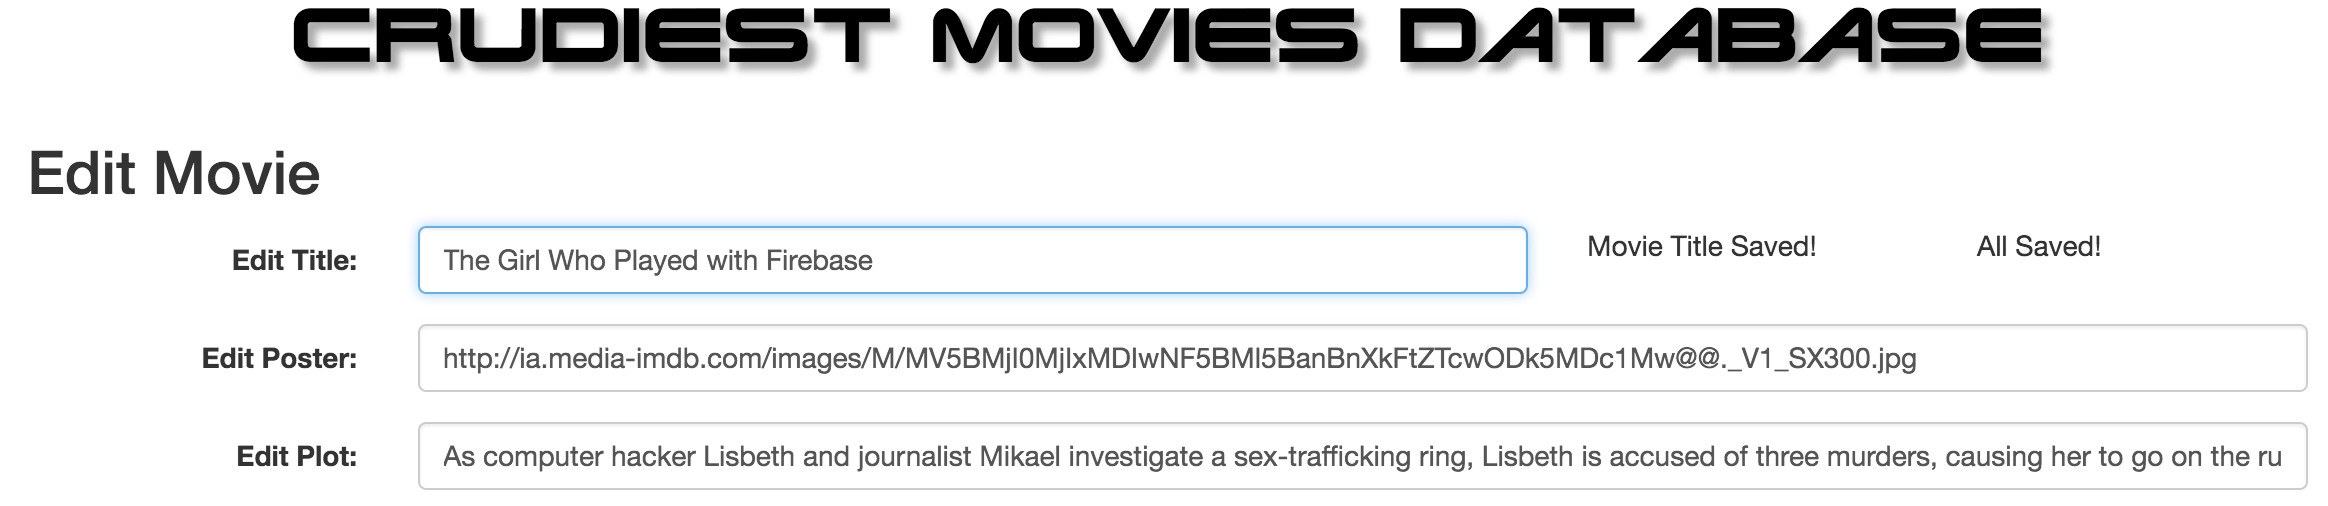 CRUDIEST MOVIES DATABASE
Edit Movie
Edit Title: The Girl Who Played with Firebase Movie Title Saved! All Saved!
Edit Poster: http://ia.media-imdb.com/images/M/MV5BMjI0MjIxMDIwNF5BMl5BanBnXkFtZTcwODk5MDc1Mw@@._V1_SX300.jpg
Edit Plot: As computer hacker Lisbeth and journalist Mikael investigate a sex-trafficking ring, Lisbeth is accused of three murders, causing her to go on the ru